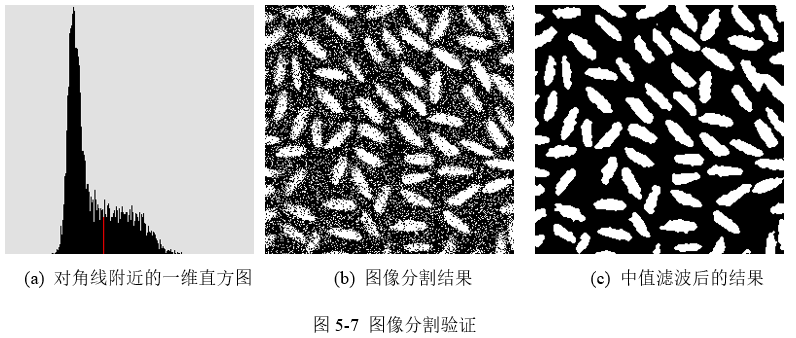 (a) 对角线附近的一维直方图
(b) 图像分割结果
(c) 中值滤波后的结果
图 5-7 图像分割验证